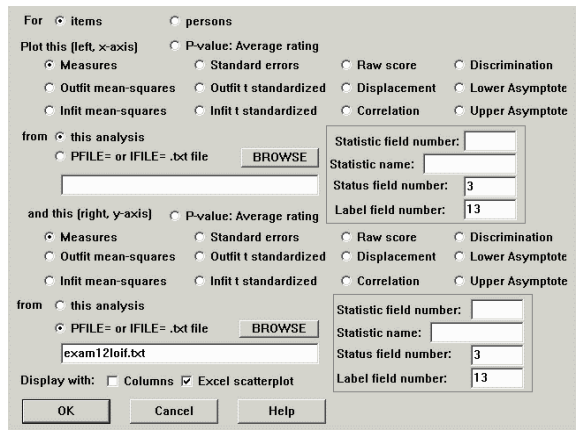 For items persons
Plot this (left, x-axis) P-value: Average rating
Measures Standard errors Raw score Discrimination
Outfit mean-squares Outfit t standardized Displacement Lower Asymptote
Infit mean-squares Infit t standardized Correlation Upper Asymptote
from this analysis
PFILE= or IFILE= .txt file BROWSE
Statistic field number:
Statistic name:
Status field number: 3
Label field number: 13
and this (right, y-axis) P-value: Average rating
Measures Standard errors Raw score Discrimination
Outfit mean-squares Outfit t standardized Displacement Lower Asymptote
Infit mean-squares Infit t standardized Correlation Upper Asymptote
from this analysis
PFILE= or IFILE= .txt file BROWSE
exam12loif.txt
Statistic field number:
Statistic name:
Status field number: 3
Label field number: 13
Display with: Columns Excel scatterplot
OK Cancel Help